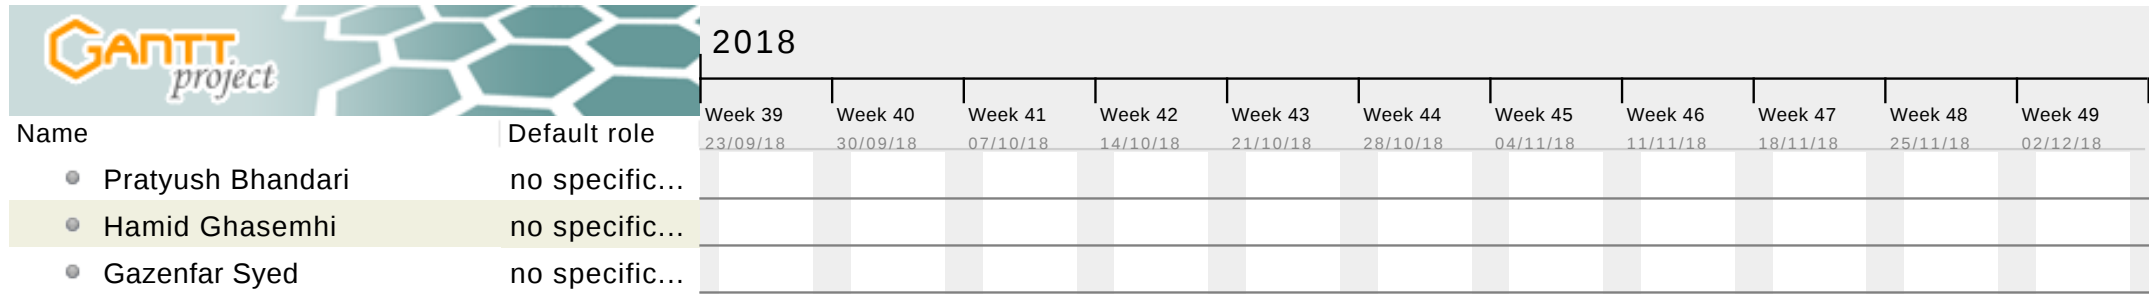 GANTT
project
2018
Week 39 Week 40 Week 41 Week 42 Week 43 Week 44 Week 45 Week 46 Week 47 Week 48 Week 49
Name Default role
23/09/18 30/09/18 07/10/18 14/10/18 21/10/18 28/10/18 04/11/18 11/11/18 18/11/18 25/11/18 02/12/18
Pratyush Bhandari no specific...
Hamid Ghasemhi no specific...
Gazenfar Syed no specific...